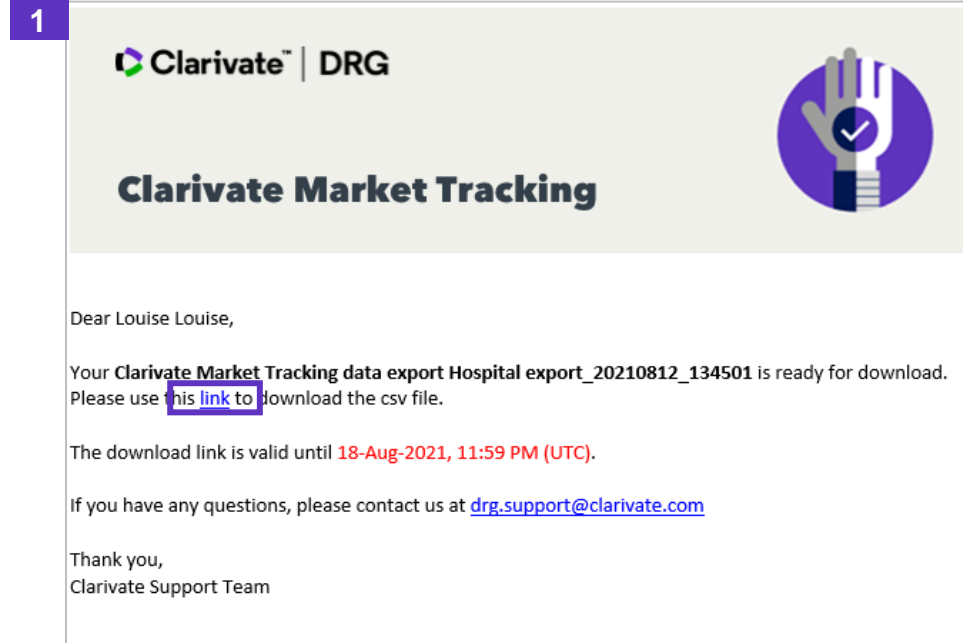 1
Clarivate™ | DRG
Clarivate Market Tracking
Dear Louise Louise,
Your Clarivate Market Tracking data export Hospital export_20210812_134501 is ready for download.
Please use this link to download the csv file.
The download link is valid until 18-Aug-2021, 11:59 PM (UTC).
If you have any questions, please contact us at drg.support@clarivate.com
Thank you,
Clarivate Support Team